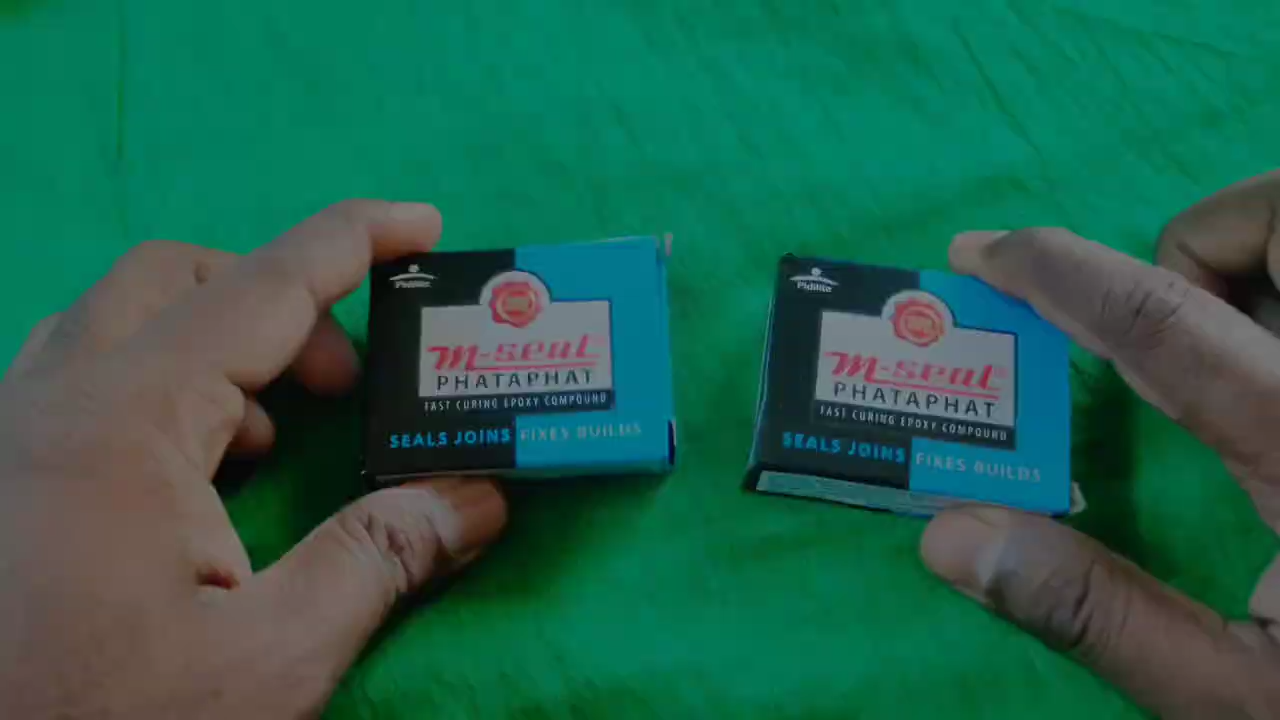 Pidilite
m-seal
PHATAPHAT
FAST CURING EPOXY COMPOUND
SEALS JOINS FIXES BUILDS
Pidilite
m-seal
PHATAPHAT
FAST CURING EPOXY COMPOUND
SEALS JOINS FIXES BUILDS